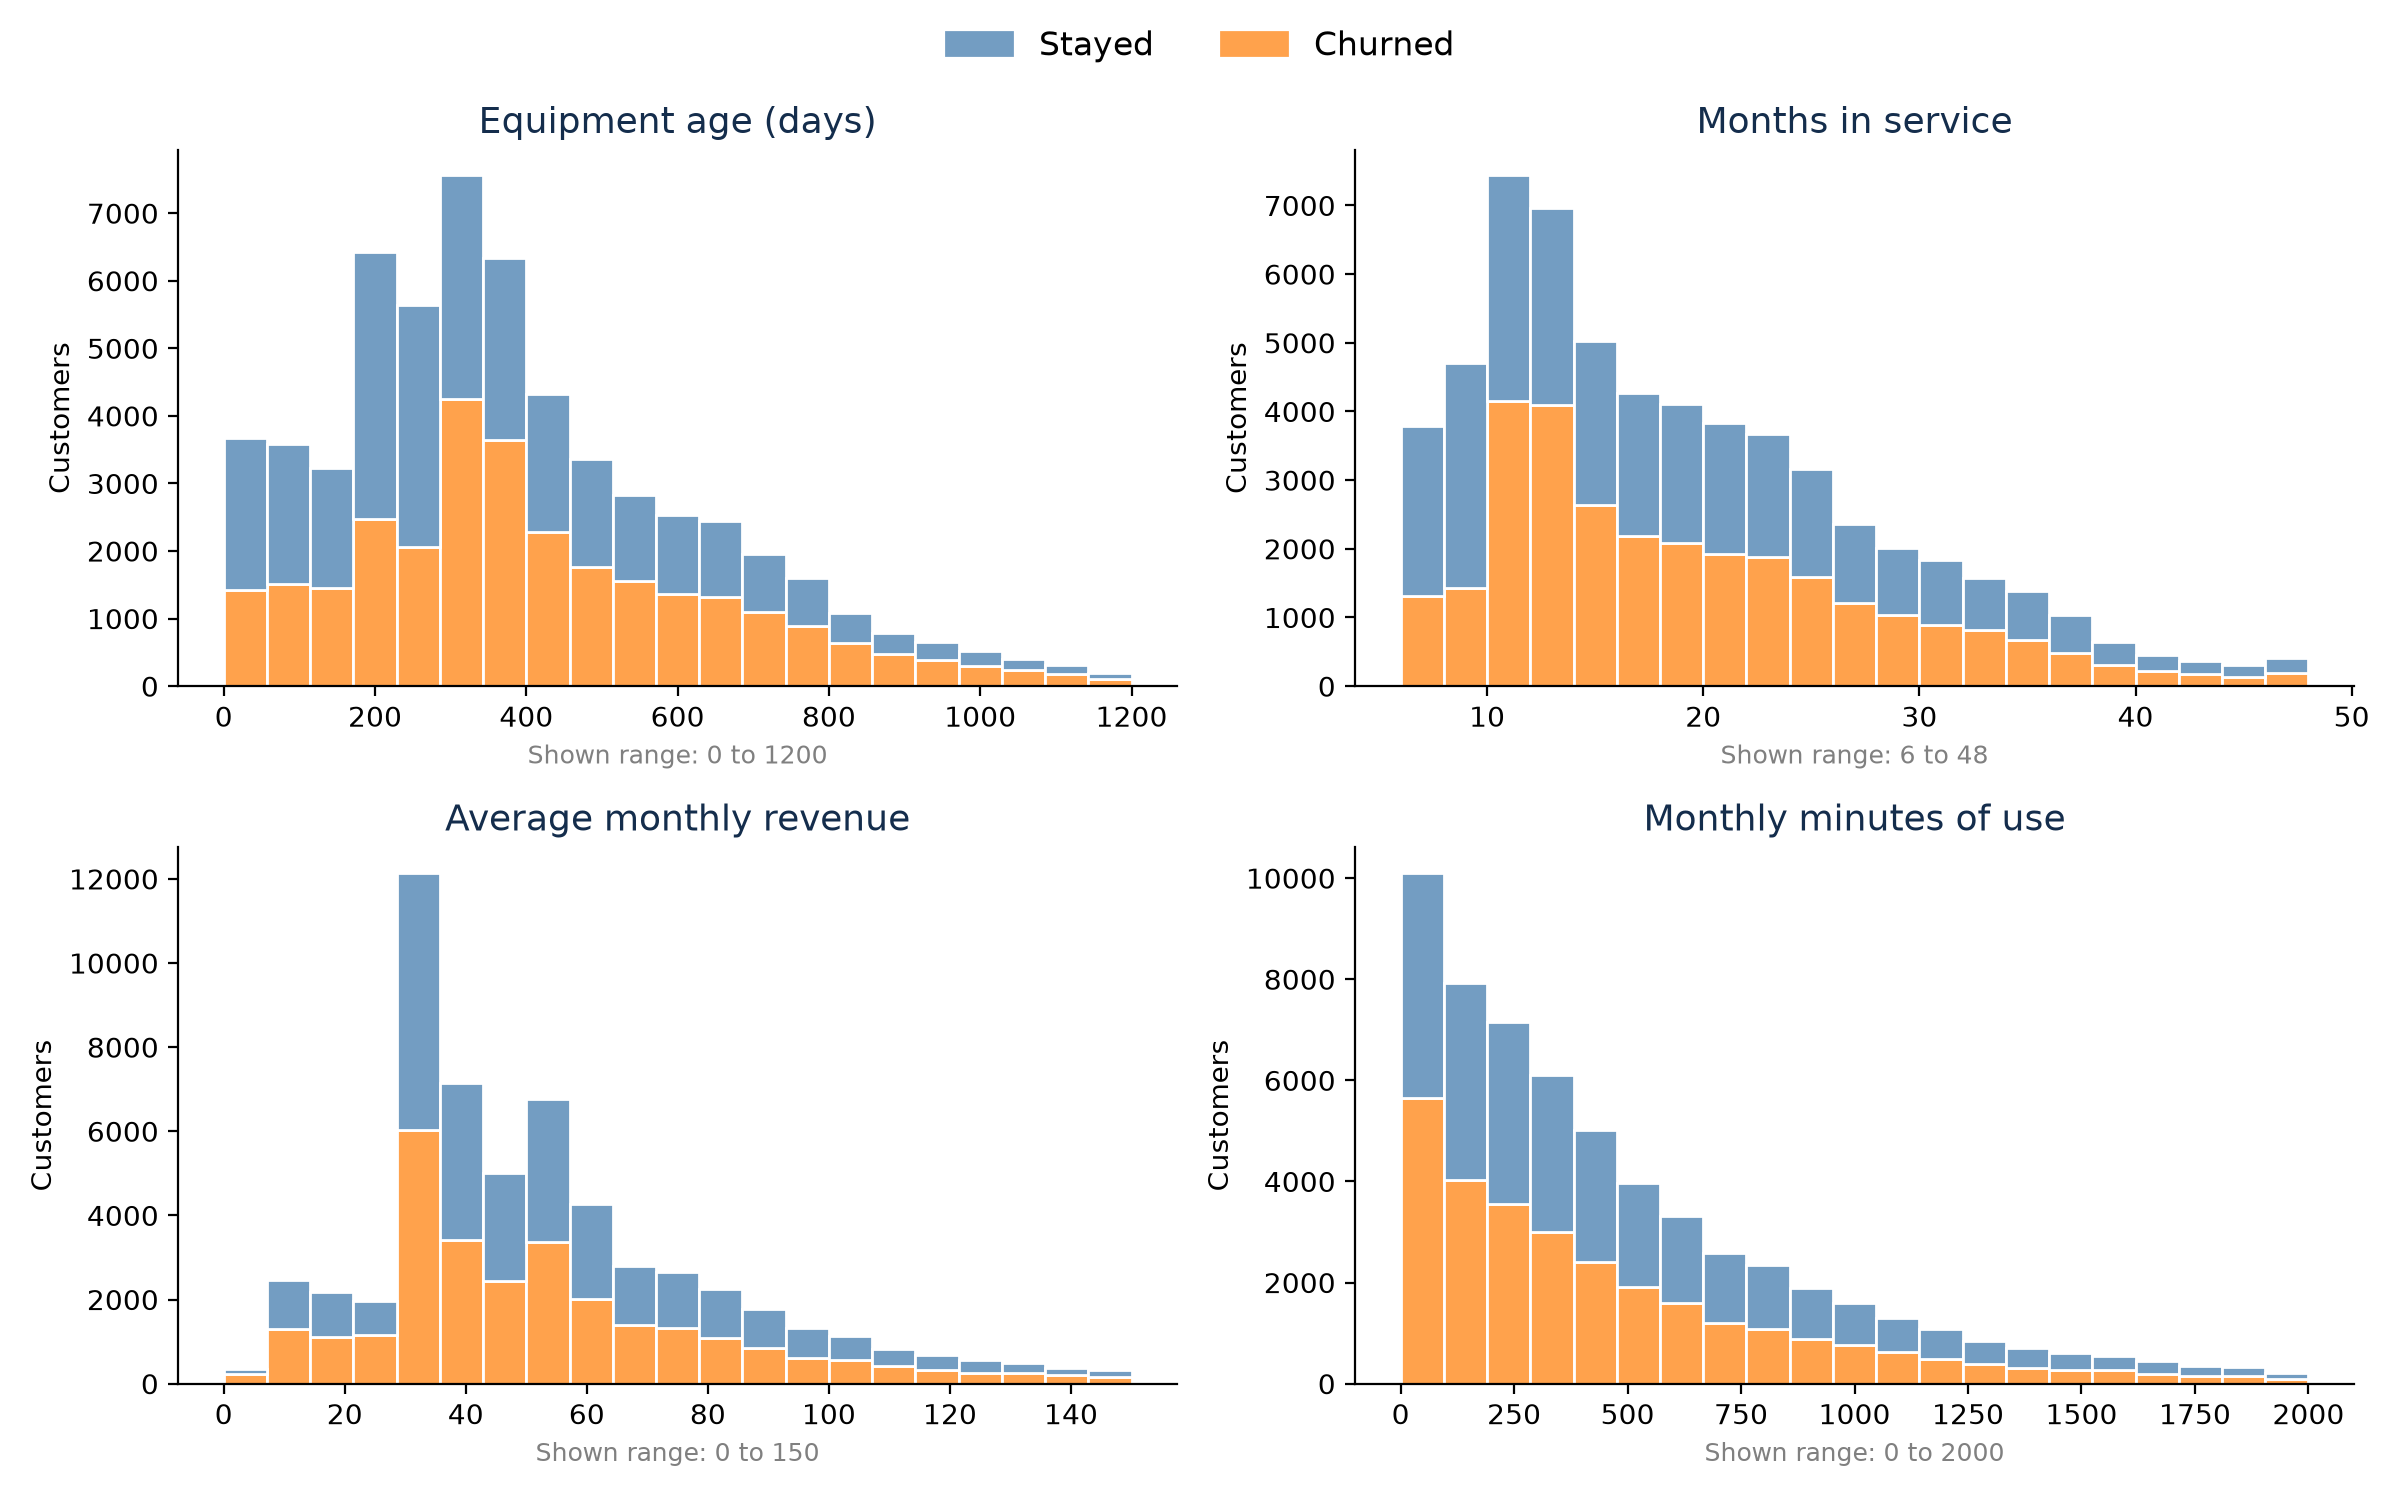 Stayed Churned
Equipment age (days)
Customers
7000
6000
5000
4000
3000
2000
1000
0
0 200 400 600 800 1000 1200
Shown range: 0 to 1200
Months in service
Customers
7000
6000
5000
4000
3000
2000
1000
0
10 20 30 40 50
Shown range: 6 to 48
Average monthly revenue
Customers
12000
10000
8000
6000
4000
2000
0
0 20 40 60 80 100 120 140
Shown range: 0 to 150
Monthly minutes of use
Customers
10000
8000
6000
4000
2000
0
0 250 500 750 1000 1250 1500 1750 2000
Shown range: 0 to 2000